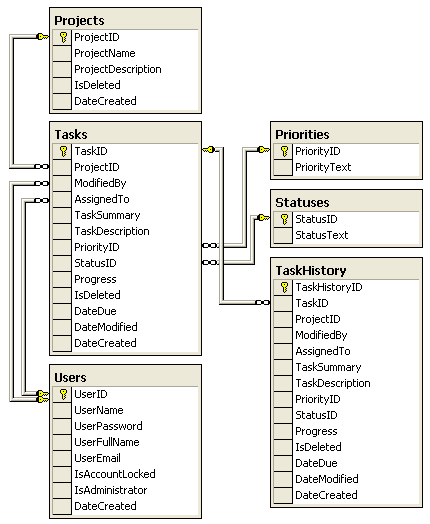 Projects
ProjectID
ProjectName
ProjectDescription
IsDeleted
DateCreated
Tasks
TaskID
ProjectID
ModifiedBy
AssignedTo
TaskSummary
TaskDescription
PriorityID
StatusID
Progress
IsDeleted
DateDue
DateModified
DateCreated
Users
UserID
UserName
UserPassword
UserFullName
UserEmail
IsAccountLocked
IsAdministrator
DateCreated
Priorities
PriorityID
PriorityText
Statuses
StatusID
StatusText
TaskHistory
TaskHistoryID
TaskID
ProjectID
ModifiedBy
AssignedTo
TaskSummary
TaskDescription
PriorityID
StatusID
Progress
IsDeleted
DateDue
DateModified
DateCreated